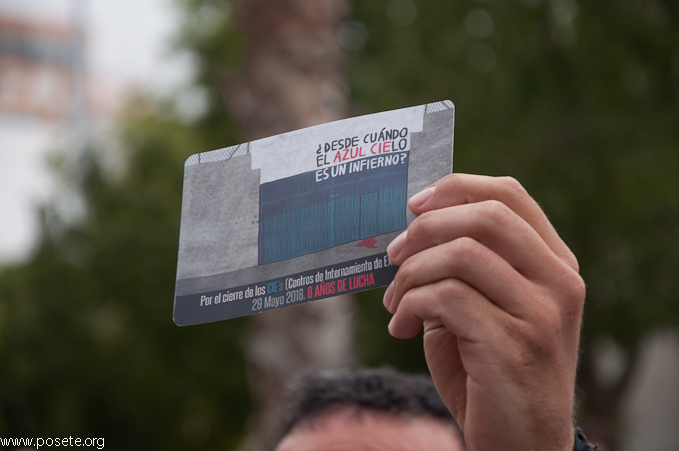 ¿DESDE CUÁNDO
EL AZUL CIELO
ES UN INFIERNO?
Por el cierre de los CIE's (Centros de Internamiento de
29 Mayo 2018. 8 AÑOS DE LUCHA
www.posete.org